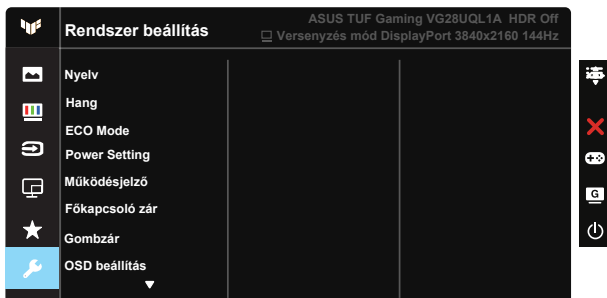 Rendszer beállítás
ASUS TUF Gaming VG28UQL1A HDR Off
Versenyzés mód DisplayPort 3840x2160 144Hz
Nyelv
Hang
ECO Mode
Power Setting
Működésjelző
Főkapcsoló zár
Gombzár
OSD beállítás
G